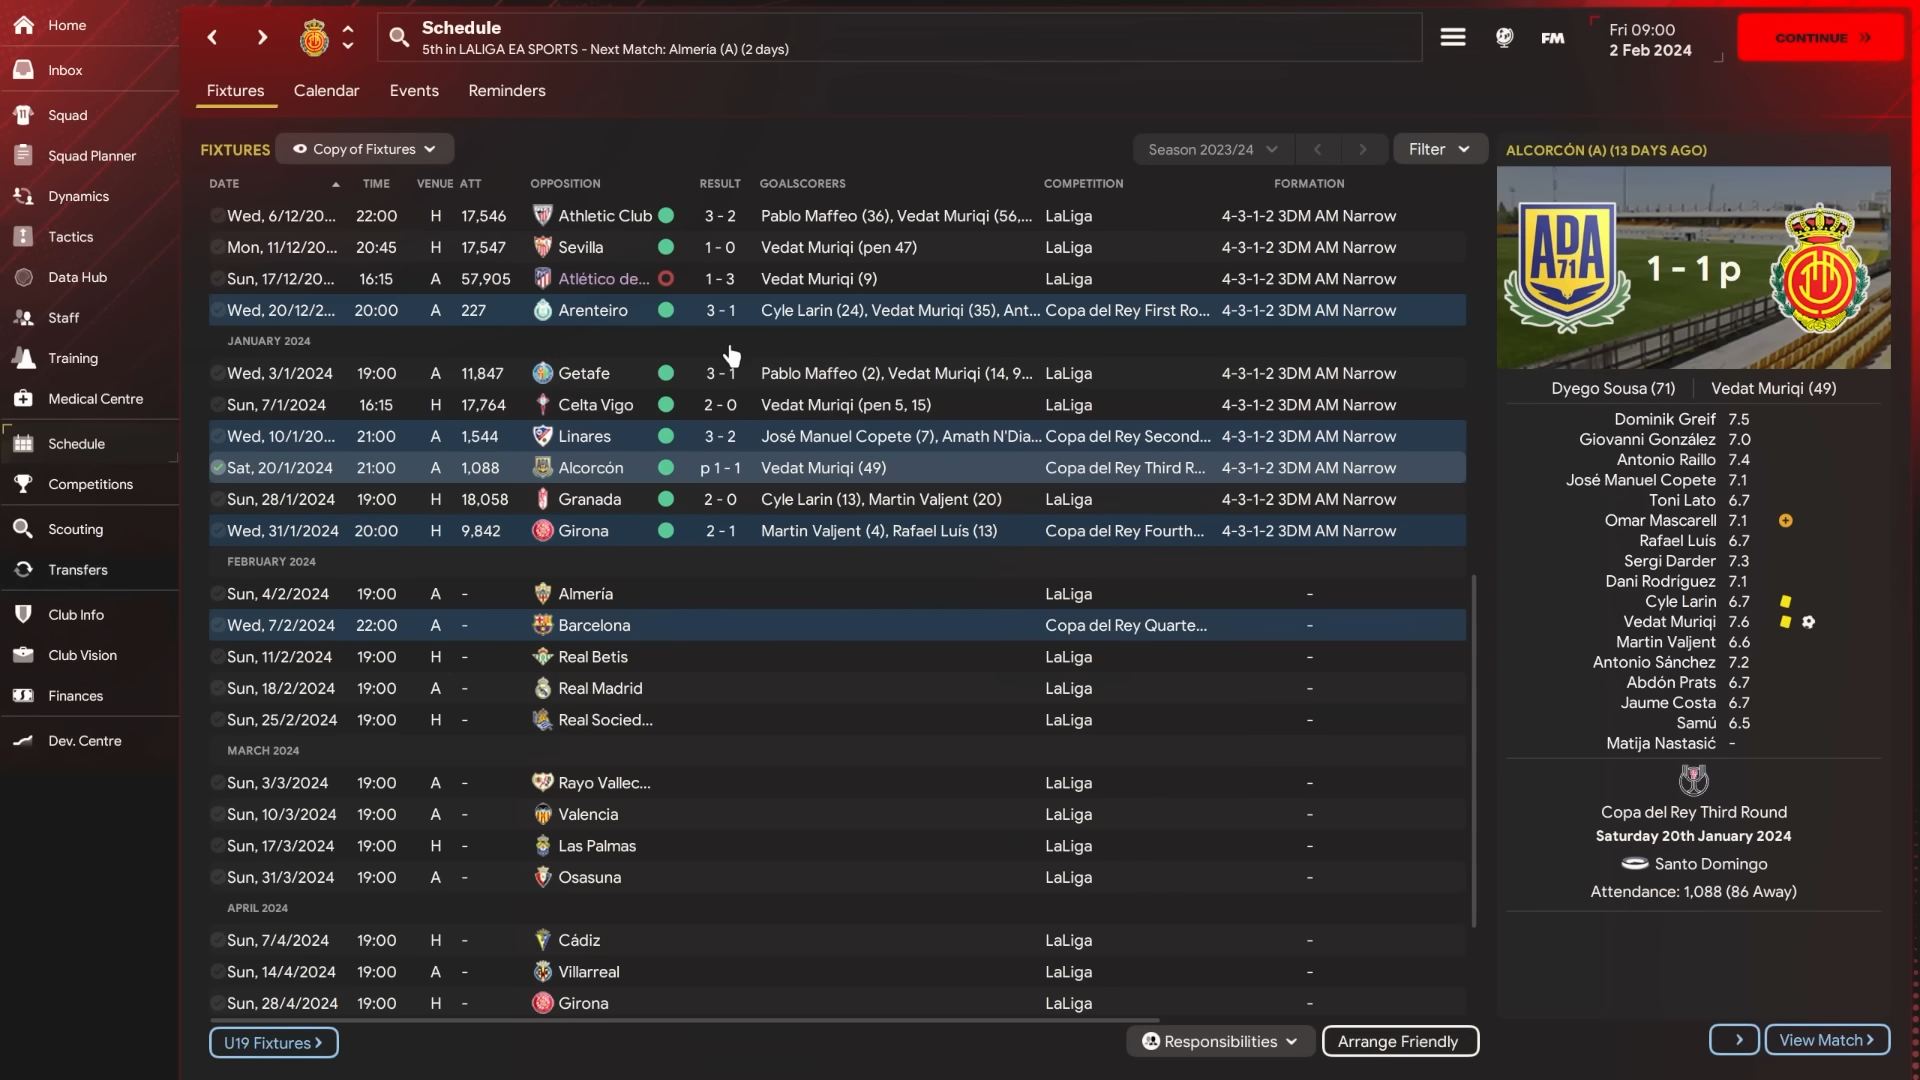 Home
Inbox
Squad
Squad Planner
Dynamics
Tactics
Data Hub
Staff
Training
Medical Centre
Schedule
Competitions
Scouting
Transfers
Club Info
Club Vision
Finances
Dev. Centre
Schedule
5th in LALIGA EA SPORTS - Next Match: Almería (A) (2 days)
FM
Fri 09:00
2 Feb 2024
CONTINUE
Fixtures Calendar Events Reminders
FIXTURES Copy of Fixtures Season 2023/24 Filter
DATE TIME VENUE ATT OPPOSITION RESULT GOALSCORERS COMPETITION FORMATION
Wed, 6/12/20... 22:00 H 17,546 Athletic Club 3 - 2 Pablo Maffeo (36), Vedat Muriqi (56,... LaLiga 4-3-1-2 3DM AM Narrow
Mon, 11/12/20... 20:45 H 17,547 Sevilla 1 - 0 Vedat Muriqi (pen 47) LaLiga 4-3-1-2 3DM AM Narrow
Sun, 17/12/20... 16:15 A 57,905 Atlético de... 1 - 3 Vedat Muriqi (9) LaLiga 4-3-1-2 3DM AM Narrow
Wed, 20/12/2... 20:00 A 227 Arenteiro 3 - 1 Cyle Larin (24), Vedat Muriqi (35), Ant... Copa del Rey First Ro... 4-3-1-2 3DM AM Narrow
JANUARY 2024
Wed, 3/1/2024 19:00 A 11,847 Getafe 3 - 1 Pablo Maffeo (2), Vedat Muriqi (14, 9... LaLiga 4-3-1-2 3DM AM Narrow
Sun, 7/1/2024 16:15 H 17,764 Celta Vigo 2 - 0 Vedat Muriqi (pen 5, 15) LaLiga 4-3-1-2 3DM AM Narrow
Wed, 10/1/20... 21:00 A 1,544 Linares 3 - 2 José Manuel Copete (7), Amath N'Dia... Copa del Rey Second... 4-3-1-2 3DM AM Narrow
Sat, 20/1/2024 21:00 A 1,088 Alcorcón p 1 - 1 Vedat Muriqi (49) Copa del Rey Third R... 4-3-1-2 3DM AM Narrow
Sun, 28/1/2024 19:00 H 18,058 Granada 2 - 0 Cyle Larin (13), Martin Valjent (20) LaLiga 4-3-1-2 3DM AM Narrow
Wed, 31/1/2024 20:00 H 9,842 Girona 2 - 1 Martin Valjent (4), Rafael Luís (13) Copa del Rey Fourth... 4-3-1-2 3DM AM Narrow
FEBRUARY 2024
Sun, 4/2/2024 19:00 A - Almería LaLiga -
Wed, 7/2/2024 22:00 A - Barcelona Copa del Rey Quarte... -
Sun, 11/2/2024 19:00 H - Real Betis LaLiga -
Sun, 18/2/2024 19:00 A - Real Madrid LaLiga -
Sun, 25/2/2024 19:00 H - Real Socied... LaLiga -
MARCH 2024
Sun, 3/3/2024 19:00 A - Rayo Vallec... LaLiga -
Sun, 10/3/2024 19:00 A - Valencia LaLiga -
Sun, 17/3/2024 19:00 H - Las Palmas LaLiga -
Sun, 31/3/2024 19:00 A - Osasuna LaLiga -
APRIL 2024
Sun, 7/4/2024 19:00 H - Cádiz LaLiga -
Sun, 14/4/2024 19:00 A - Villarreal LaLiga -
Sun, 28/4/2024 19:00 H - Girona LaLiga -
U19 Fixtures Responsibilities Arrange Friendly
ALCORCÓN (A) (13 DAYS AGO)
ADA
71
1 - 1 p
Dyego Sousa (71) Vedat Muriqi (49)
Dominik Greif 7.5
Giovanni González 7.0
Antonio Raíllo 7.4
José Manuel Copete 7.1
Toni Lato 6.7
Omar Mascarell 7.1
Rafael Luís 6.7
Sergi Darder 7.3
Dani Rodríguez 7.1
Cyle Larin 6.7
Vedat Muriqi 7.6
Martin Valjent 6.6
Antonio Sánchez 7.2
Abdón Prats 6.7
Jaume Costa 6.7
Samú 6.5
Matija Nastasić -
Copa del Rey Third Round
Saturday 20th January 2024
Santo Domingo
Attendance: 1,088 (86 Away)
View Match